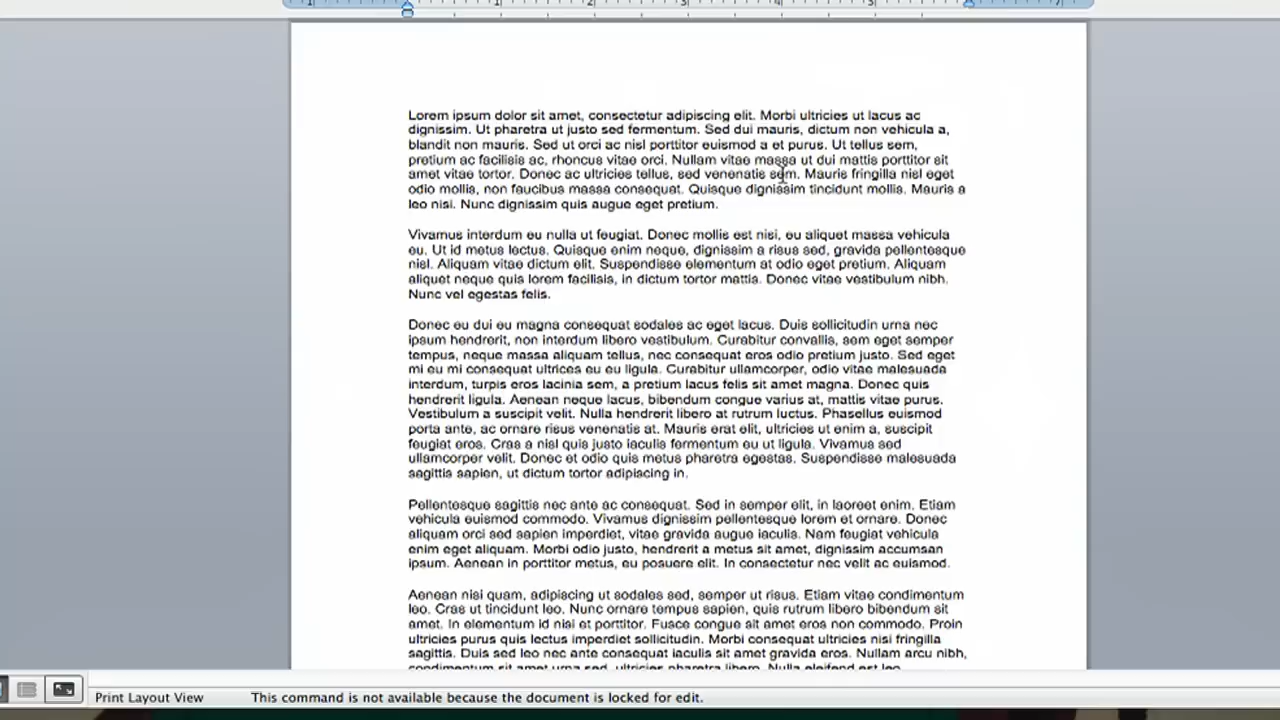 1 1 2 3 4 5 7
Lorem ipsum dolor sit amet, consectetur adipiscing elit. Morbi ultricies ut lacus ac
dignissim. Ut pharetra ut justo sed fermentum. Sed dui mauris, dictum non vehicula a,
blandit non mauris. Sed ut orci ac nisl porttitor euismod a et purus. Ut tellus sem,
pretium ac facilisis ac, rhoncus vitae orci. Nullam vitae massa ut dui mattis porttitor sit
amet vitae tortor. Donec ac ultricies tellus, sed venenatis sem. Mauris fringilla nisl eget
odio mollis, non faucibus massa consequat. Quisque dignissim tincidunt mollis. Mauris a
leo nisi. Nunc dignissim quis augue eget pretium.
Vivamus interdum eu nulla ut feugiat. Donec mollis est nisi, eu aliquet massa vehicula
eu. Ut id metus lectus. Quisque enim neque, dignissim a risus sed, gravida pellentesque
nisl. Aliquam vitae dictum elit. Suspendisse elementum at odio eget pretium. Aliquam
aliquet neque quis lorem facilisis, in dictum tortor mattis. Donec vitae vestibulum nibh.
Nunc vel egestas felis.
Donec eu dui eu magna consequat sodales ac eget lacus. Duis sollicitudin urna nec
ipsum hendrerit, non interdum libero vestibulum. Curabitur convallis, sem eget semper
tempus, neque massa aliquam tellus, nec consequat eros odio pretium justo. Sed eget
mi eu mi consequat ultrices eu eu ligula. Curabitur ullamcorper, odio vitae malesuada
interdum, turpis eros lacinia sem, a pretium lacus felis sit amet magna. Donec quis
hendrerit ligula. Aenean neque lacus, bibendum congue varius at, mattis vitae purus.
Vestibulum a suscipit velit. Nulla hendrerit libero at rutrum luctus. Phasellus euismod
porta ante, ac ornare risus venenatis at. Mauris erat elit, ultricies ut enim a, suscipit
feugiat eros. Cras a nisl quis justo iaculis fermentum eu ut ligula. Vivamus sed
ullamcorper velit. Donec et odio quis metus pharetra egestas. Suspendisse malesuada
sagittis sapien, ut dictum tortor adipiscing in.
Pellentesque sagittis nec ante ac consequat. Sed in semper elit, in laoreet enim. Etiam
vehicula euismod commodo. Vivamus dignissim pellentesque lorem et ornare. Donec
aliquam orci sed sapien imperdiet, vitae gravida augue iaculis. Nam feugiat vehicula
enim eget aliquam. Morbi odio justo, hendrerit a metus sit amet, dignissim accumsan
ipsum. Aenean in porttitor metus, eu posuere elit. In consectetur nec velit ac euismod.
Aenean nisi quam, adipiscing ut sodales sed, semper ut risus. Etiam vitae condimentum
leo. Cras ut tincidunt leo. Nunc ornare tempus sapien, quis rutrum libero bibendum sit
amet. In elementum id nisl et porttitor. Fusce congue sit amet eros non commodo. Proin
ultricies purus quis lectus imperdiet sollicitudin. Morbi consequat ultricies nisi fringilla
sagittis. Duis sed leo nec ante consequat iaculis sit amet gravida eros. Nullam arcu nibh,
condimentum sit amet urna sed, ultricies pharetra libero. Nulla eleifend est leo
Print Layout View This command is not available because the document is locked for edit.